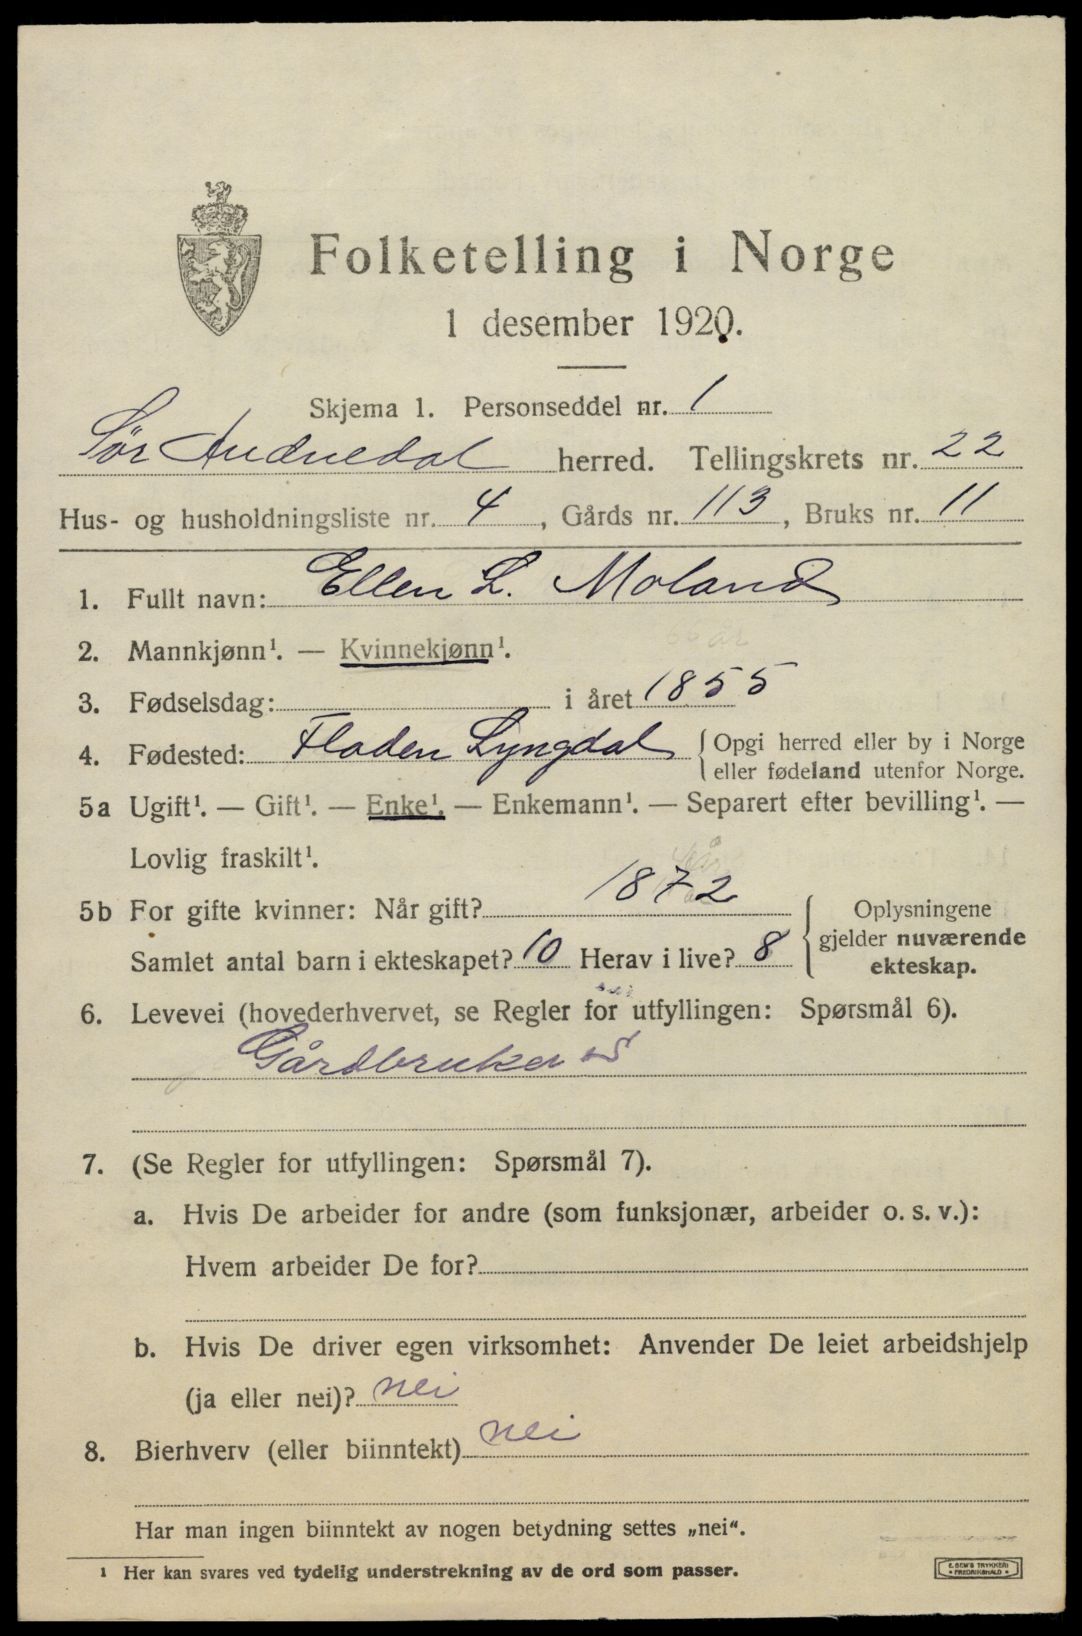 Folketelling i Norge
1 desember 1920.
Skjema 1. Personseddel nr. 1
Sør Audnedal herred. Tellingskrets nr. 22
Hus- og husholdningsliste nr. 4, Gårds nr. 113, Bruks nr. 11
1. Fullt navn: Ellen L. Moland
2. Mannkjønn¹. — Kvinnekjønn¹.
3. Fødselsdag: i året 1855
4. Fødested: Floden Lyngdal { Opgi herred eller by i Norge
eller fødeland utenfor Norge.
5a Ugift¹. — Gift¹. — Enke¹. — Enkemann¹. — Separert efter bevilling¹. —
Lovlig fraskilt¹.
5b For gifte kvinner: Når gift? 1872
Samlet antal barn i ekteskapet? 10 Herav i live? 8
{ Oplysningene
gjelder nuværende
ekteskap.
6. Levevei (hovederhvervet, se Regler for utfyllingen: Spørsmål 6).
Gårdbruker
7. (Se Regler for utfyllingen: Spørsmål 7).
a. Hvis De arbeider for andre (som funksjonær, arbeider o. s. v.):
Hvem arbeider De for?
b. Hvis De driver egen virksomhet: Anvender De leiet arbeidshjelp
(ja eller nei)? nei
8. Bierhverv (eller biinntekt) nei
Har man ingen biinntekt av nogen betydning settes „nei“.
¹ Her kan svares ved tydelig understrekning av de ord som passer.
E. SEM'S TRYKKERI
• FREDRIKSHALD •